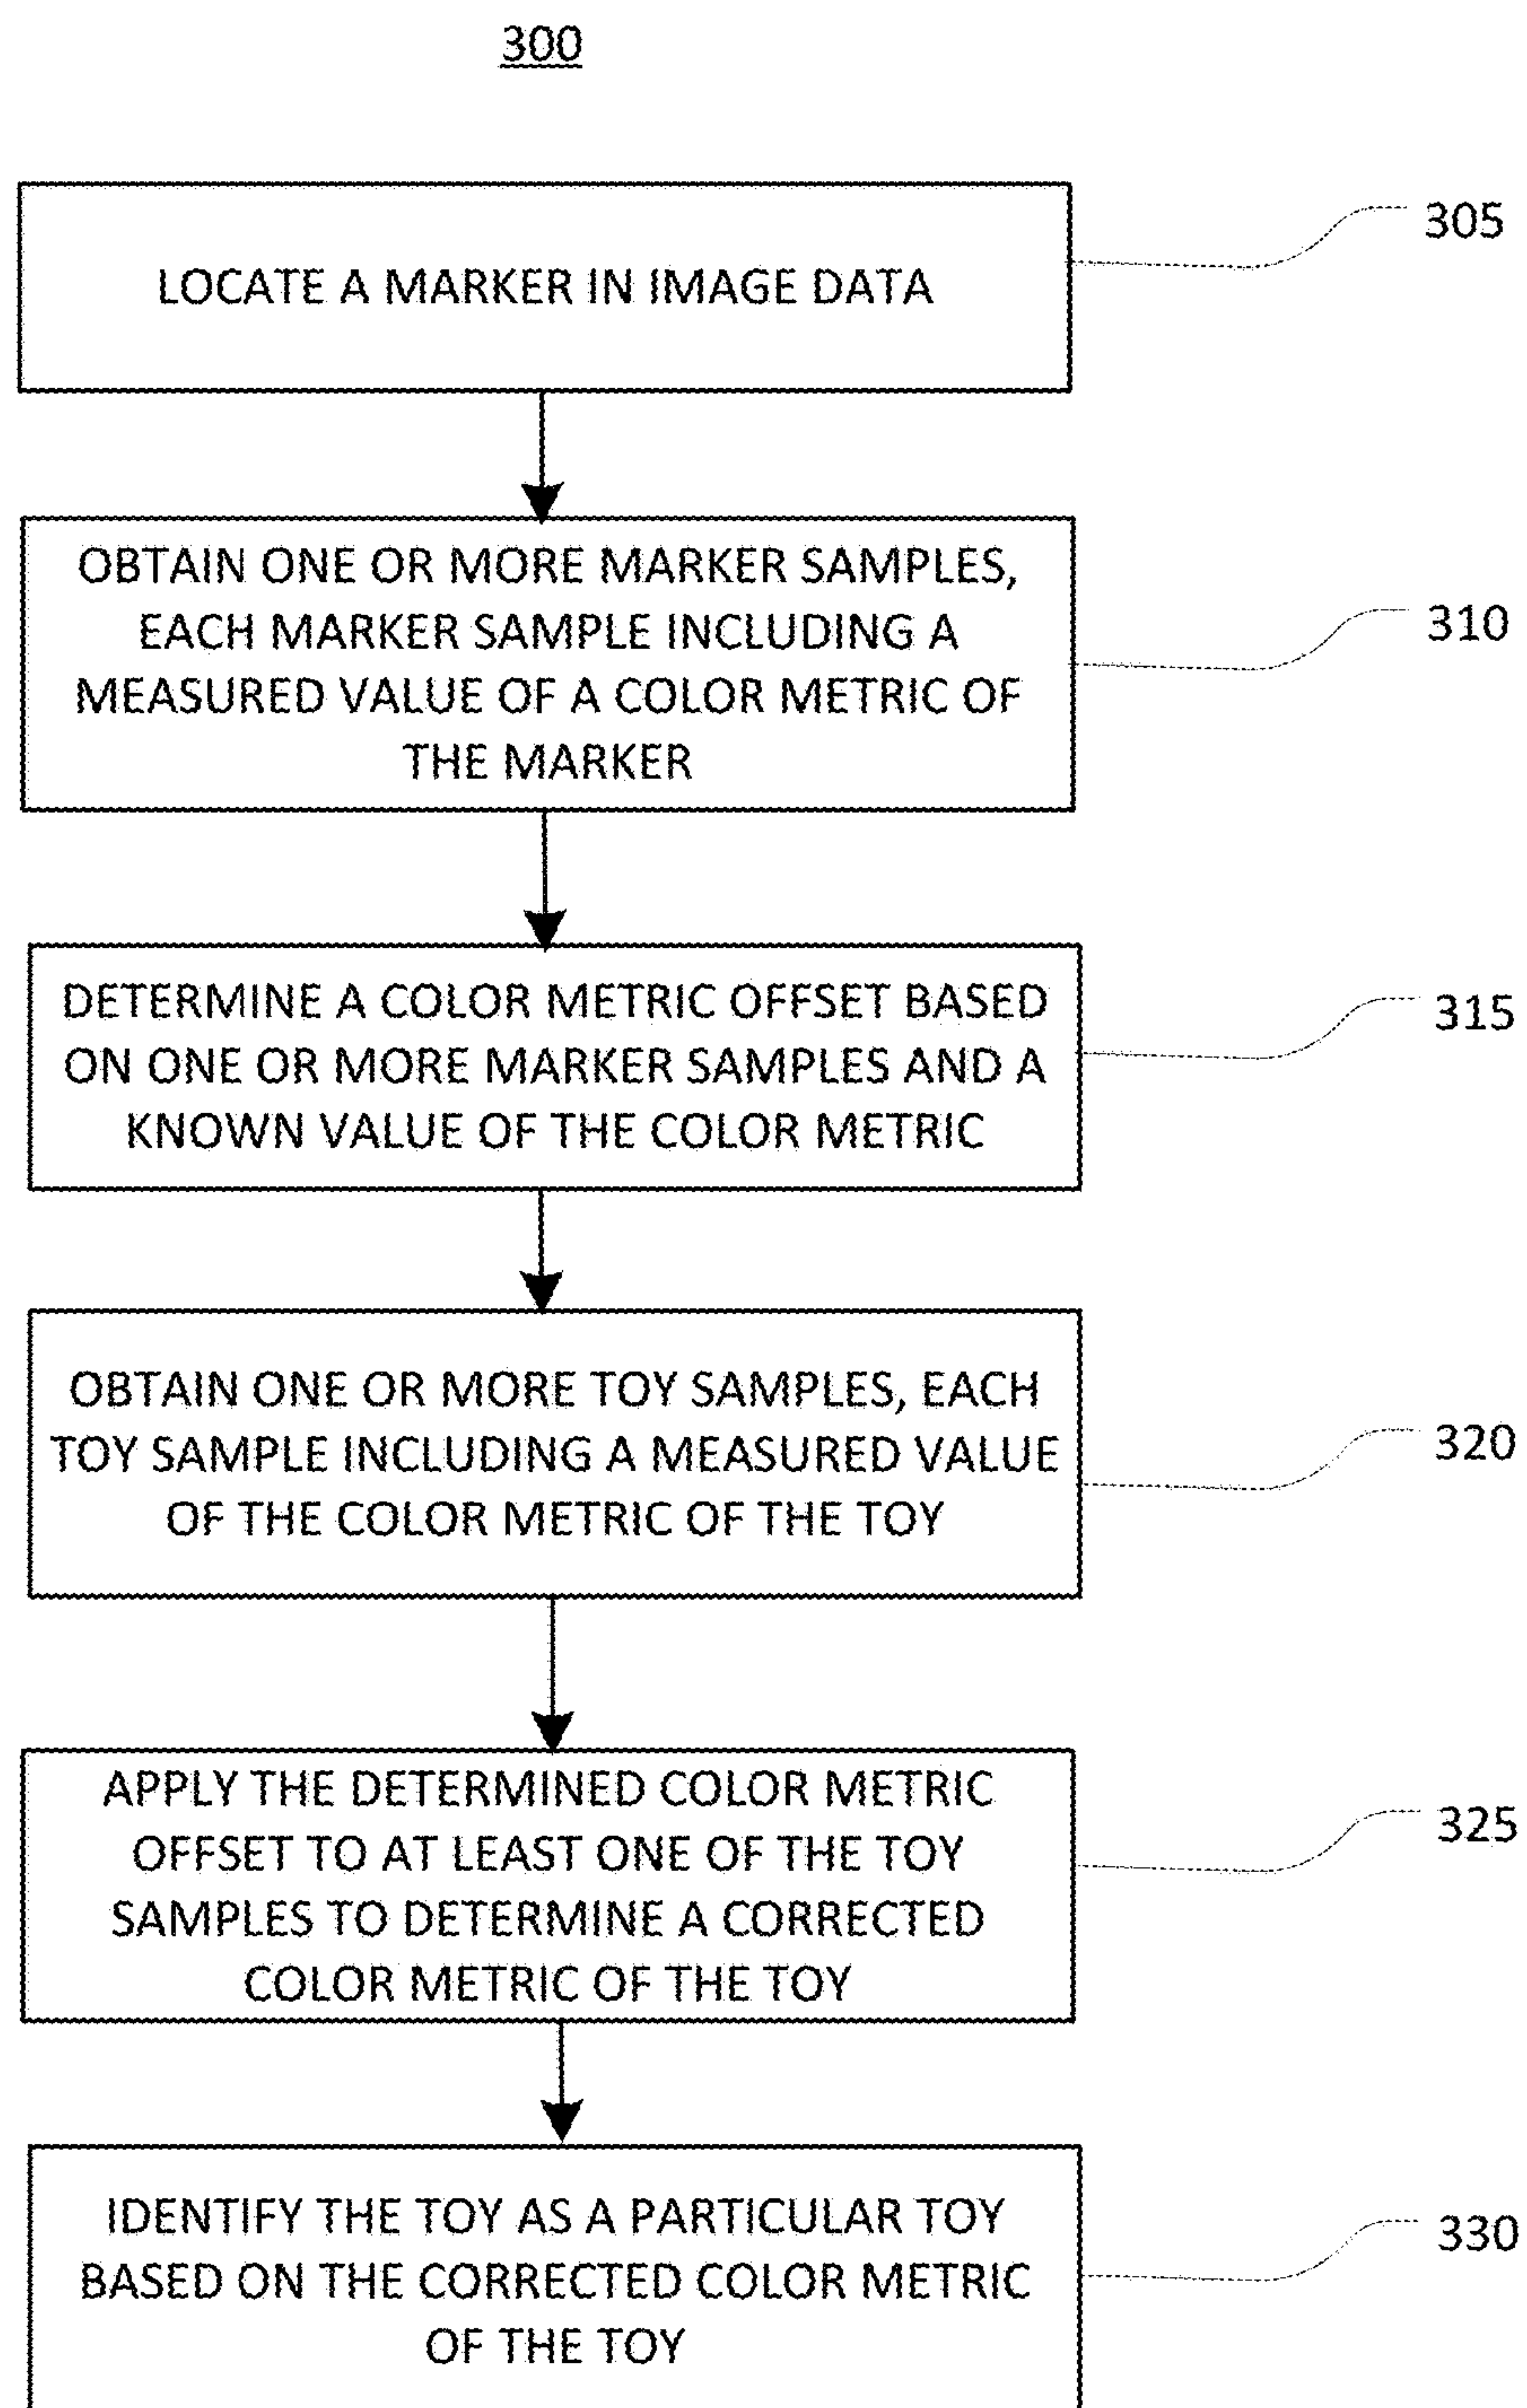 300
LOCATE A MARKER IN IMAGE DATA
305
OBTAIN ONE OR MORE MARKER SAMPLES,
EACH MARKER SAMPLE INCLUDING A
MEASURED VALUE OF A COLOR METRIC OF
THE MARKER
310
DETERMINE A COLOR METRIC OFFSET BASED
ON ONE OR MORE MARKER SAMPLES AND A
KNOWN VALUE OF THE COLOR METRIC
315
OBTAIN ONE OR MORE TOY SAMPLES, EACH
TOY SAMPLE INCLUDING A MEASURED VALUE
OF THE COLOR METRIC OF THE TOY
320
APPLY THE DETERMINED COLOR METRIC
OFFSET TO AT LEAST ONE OF THE TOY
SAMPLES TO DETERMINE A CORRECTED
COLOR METRIC OF THE TOY
325
IDENTIFY THE TOY AS A PARTICULAR TOY
BASED ON THE CORRECTED COLOR METRIC
OF THE TOY
330